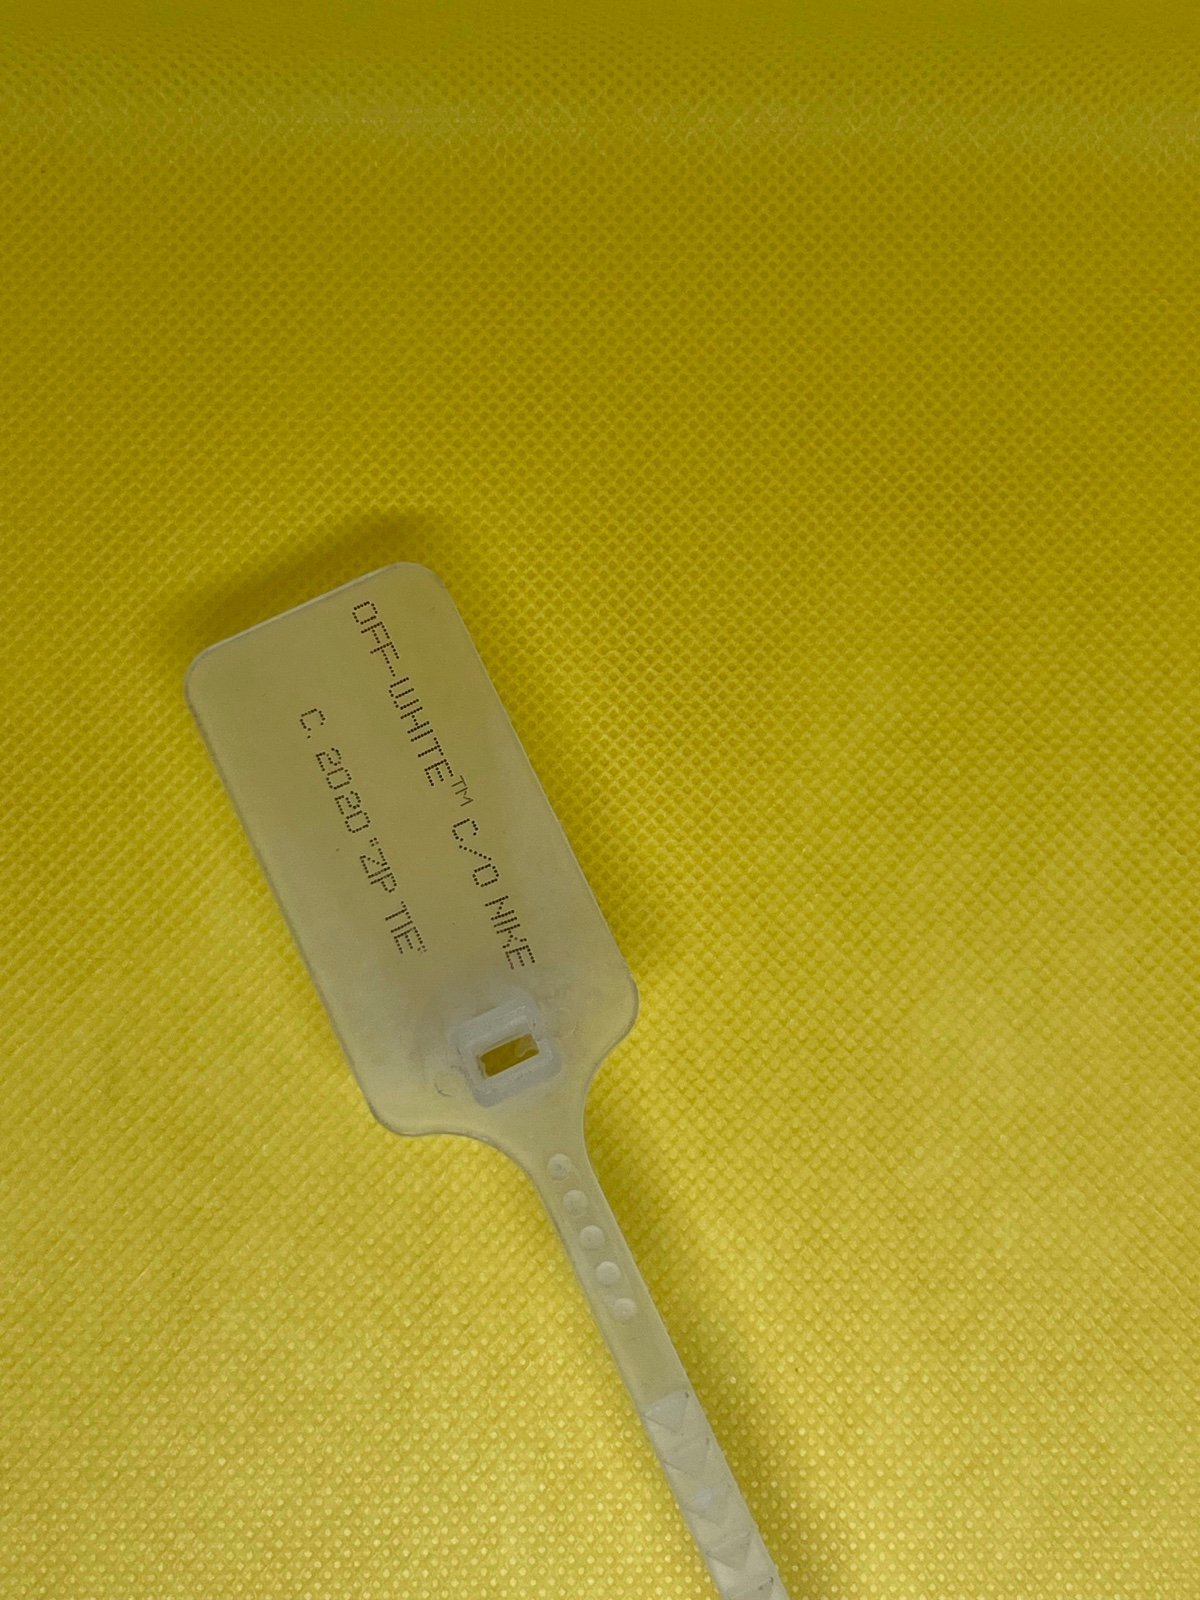 OFF-WHITE™ C/O NIKE
C. 2020 "ZIP TIE"